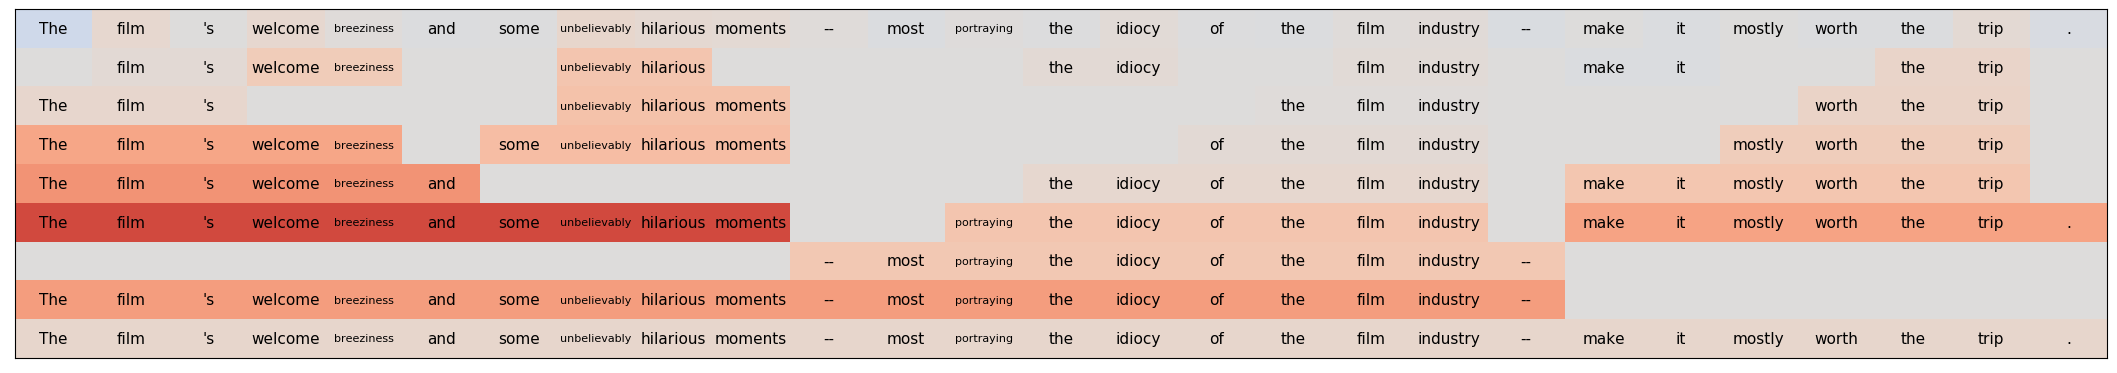 The film 's welcome breeziness and some unbelievably hilarious moments -- most portraying the idiocy of the film industry -- make it mostly worth the trip .
film 's welcome breeziness unbelievably hilarious the idiocy film industry make it the trip
The film 's unbelievably hilarious moments the film industry worth the trip
The film 's welcome breeziness some unbelievably hilarious moments of the film industry mostly worth the trip
The film 's welcome breeziness and the idiocy of the film industry make it mostly worth the trip
The film 's welcome breeziness and some unbelievably hilarious moments portraying the idiocy of the film industry make it mostly worth the trip .
-- most portraying the idiocy of the film industry --
The film 's welcome breeziness and some unbelievably hilarious moments -- most portraying the idiocy of the film industry --
The film 's welcome breeziness and some unbelievably hilarious moments -- most portraying the idiocy of the film industry -- make it mostly worth the trip .